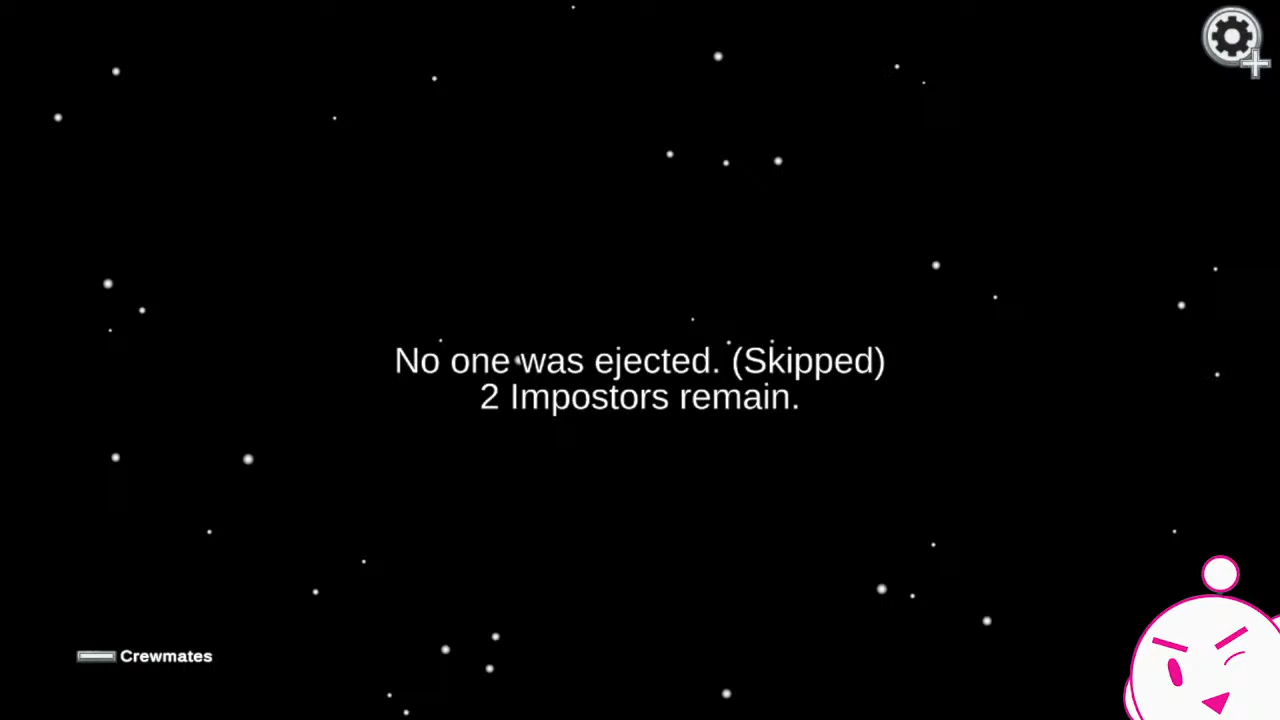 No one was ejected. (Skipped)
2 Impostors remain.
Crewmates